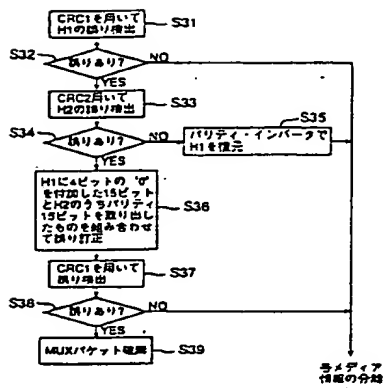 CRC1を用いて
H1の誤り検出
S31
S32
誤りあり?
NO
YES
CRC2用いて
H2の誤り検出
S33
S34
誤りあり?
NO
YES
パリティ・インバータで
H1を復元
S35
H1に4ビットの“0”
を付加した15ビット
とH2のうちパリティ
15ビットを取り出し
たものを組み合わせ
て誤り訂正
S36
CRC1を用いて
誤り検出
S37
S38
誤りあり?
NO
YES
MUXパケット破棄
S39
各メディア
情報の分離